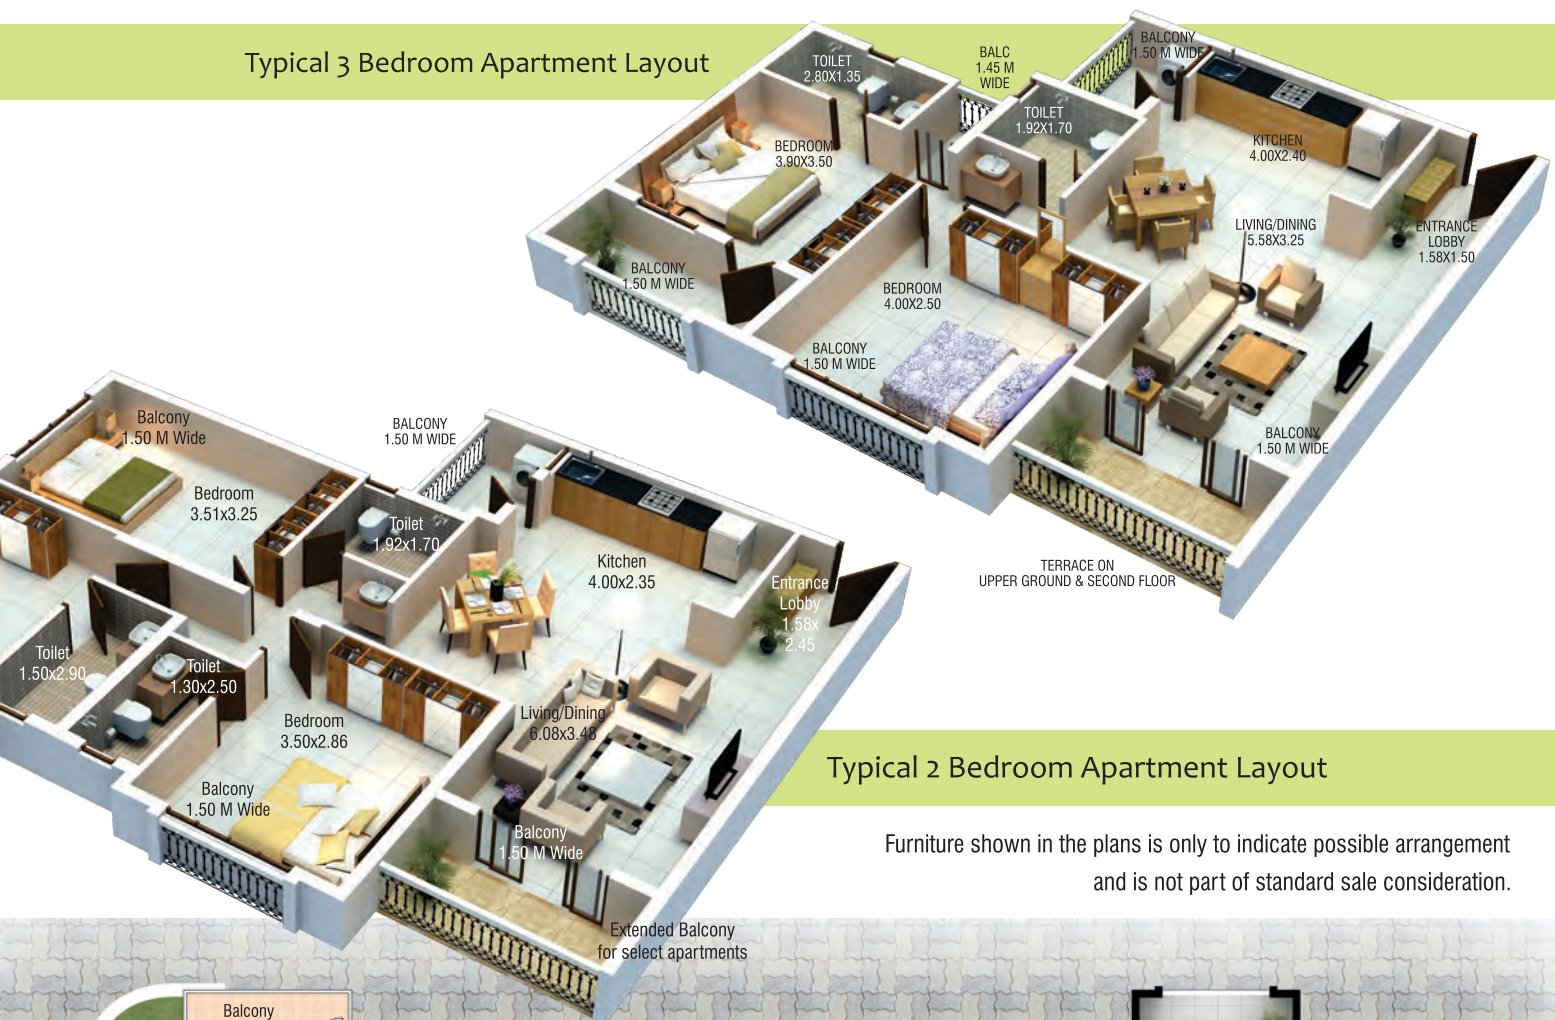 Typical 3 Bedroom Apartment Layout
TOILET
2.80X1.35
BALC
1.45 M
WIDE
BALCONY
1.50 M WIDE
TOILET
1.92X1.70
BEDROOM
3.90X3.50
KITCHEN
4.00X2.40
LIVING/DINING
5.58X3.25
ENTRANCE
LOBBY
1.58X1.50
BALCONY
1.50 M WIDE
BEDROOM
4.00X2.50
BALCONY
1.50 M WIDE
BALCONY
1.50 M WIDE
TERRACE ON
UPPER GROUND & SECOND FLOOR
Balcony
1.50 M Wide
BALCONY
1.50 M WIDE
Bedroom
3.51x3.25
Toilet
1.92x1.70
Kitchen
4.00x2.35
Entrance
Lobby
1.58x
2.45
Toilet
1.50x2.90
Toilet
1.30x2.50
Bedroom
3.50x2.86
Living/Dining
6.08x3.48
Balcony
1.50 M Wide
Balcony
1.50 M Wide
Extended Balcony
for select apartments
Typical 2 Bedroom Apartment Layout
Furniture shown in the plans is only to indicate possible arrangement
and is not part of standard sale consideration.
Balcony